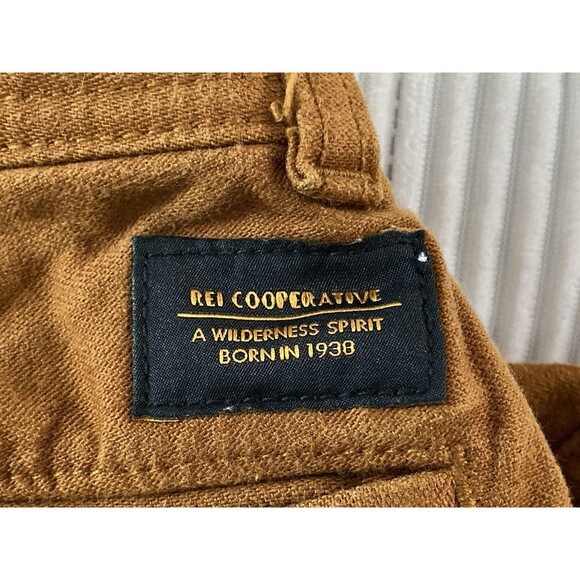 REI COOPERATIVE
A WILDERNESS SPIRIT
BORN IN 1938